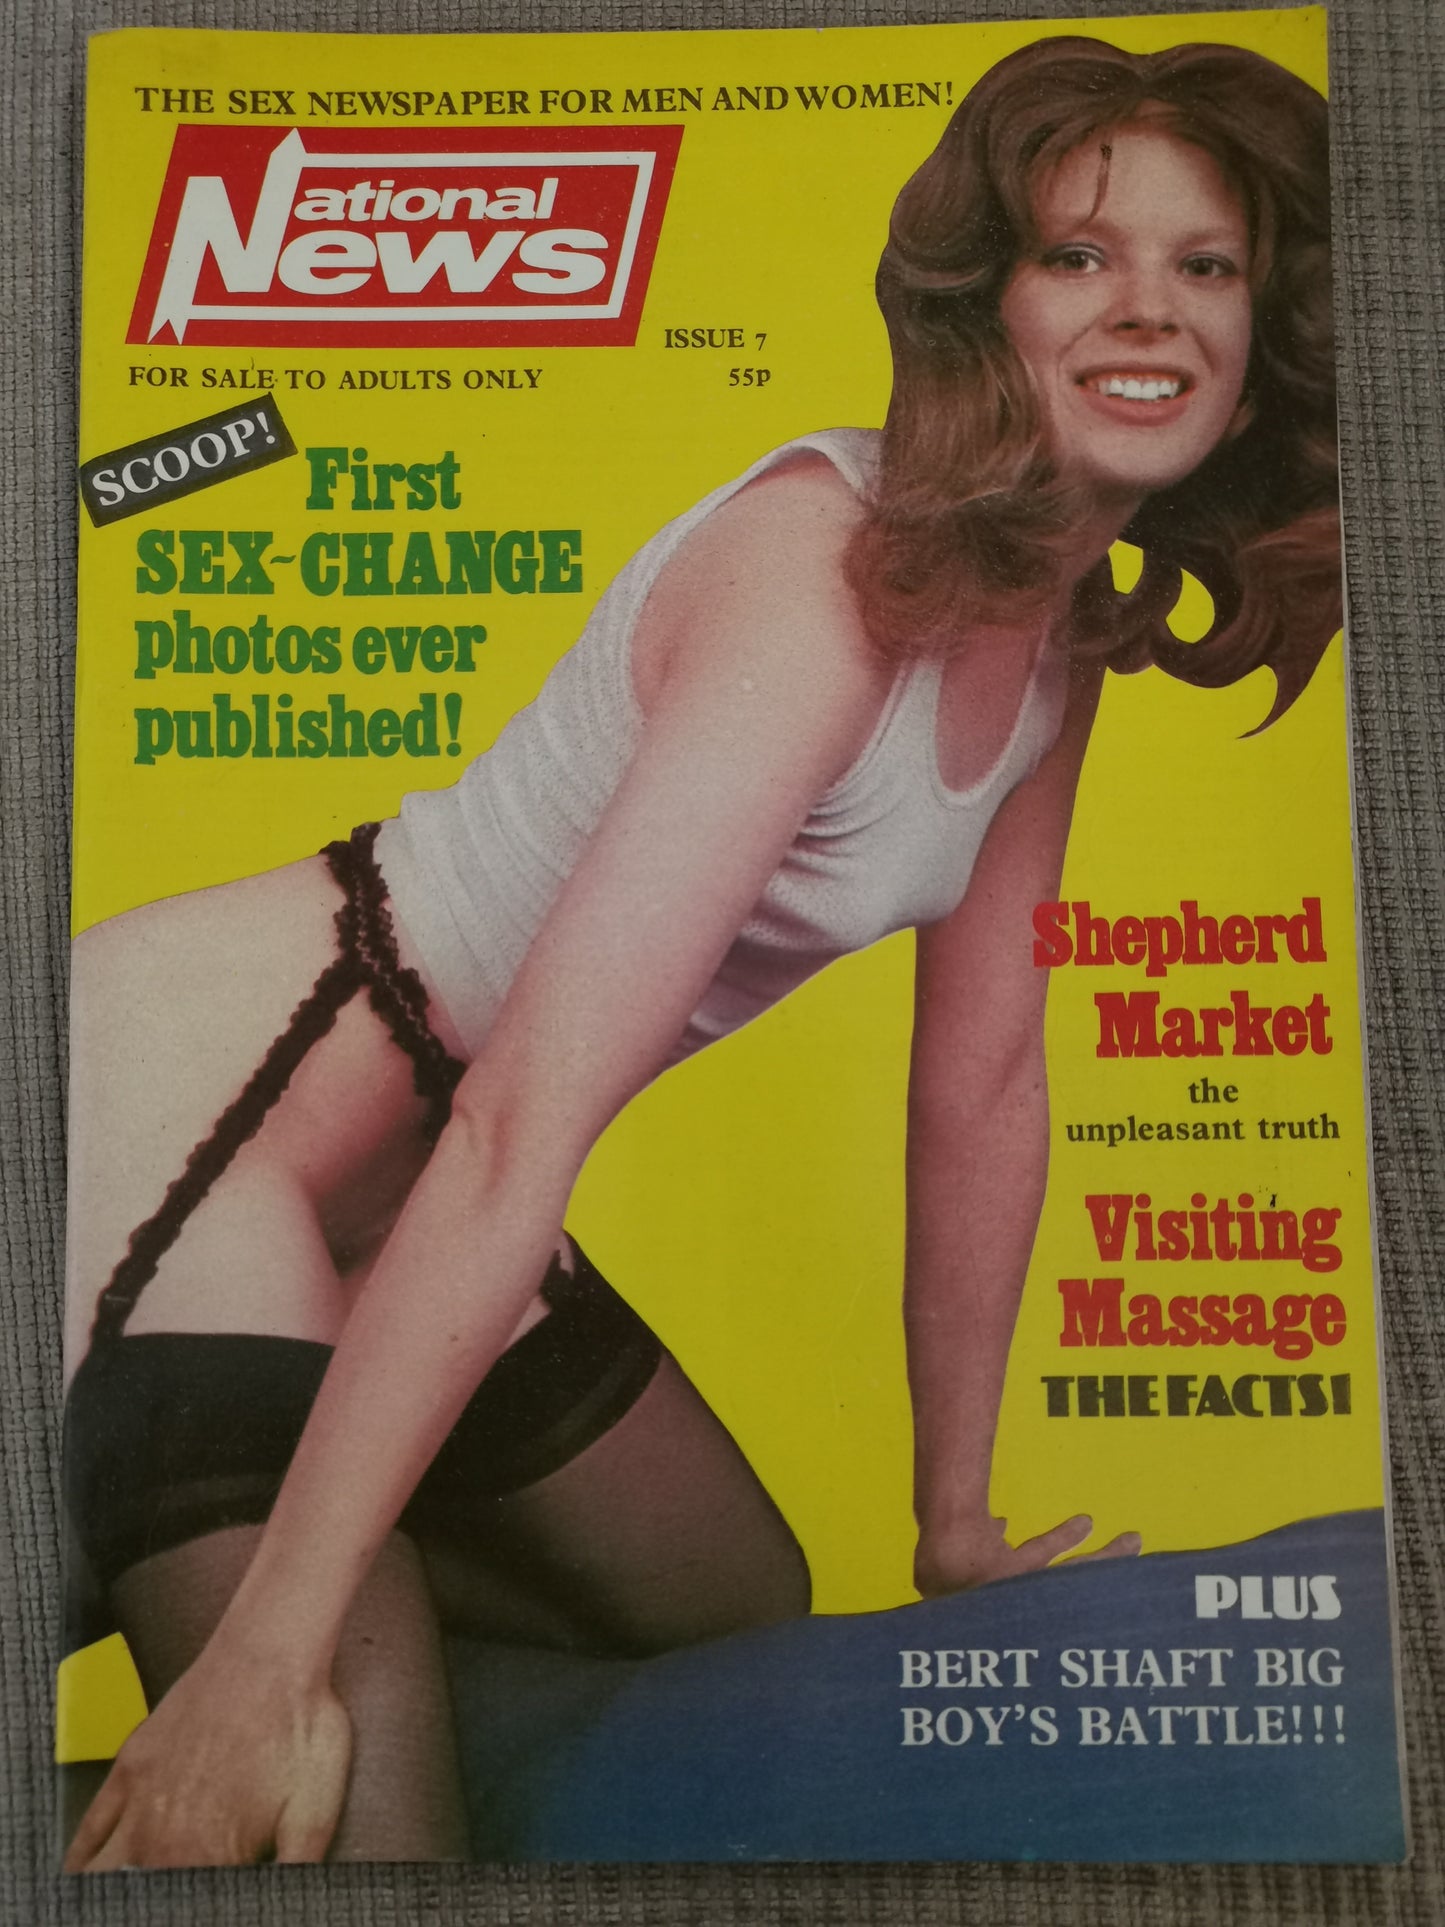 THE SEX NEWSPAPER FOR MEN AND WOMEN!
National
News
ISSUE 7
FOR SALE TO ADULTS ONLY
55P
SCOOP!
First
SEX-CHANGE
photos ever
published!
Shepherd
Market
the
unpleasant truth
Visiting
Massage
THE FACTS!
PLUS
BERT SHAFT BIG
BOY'S BATTLE!!!